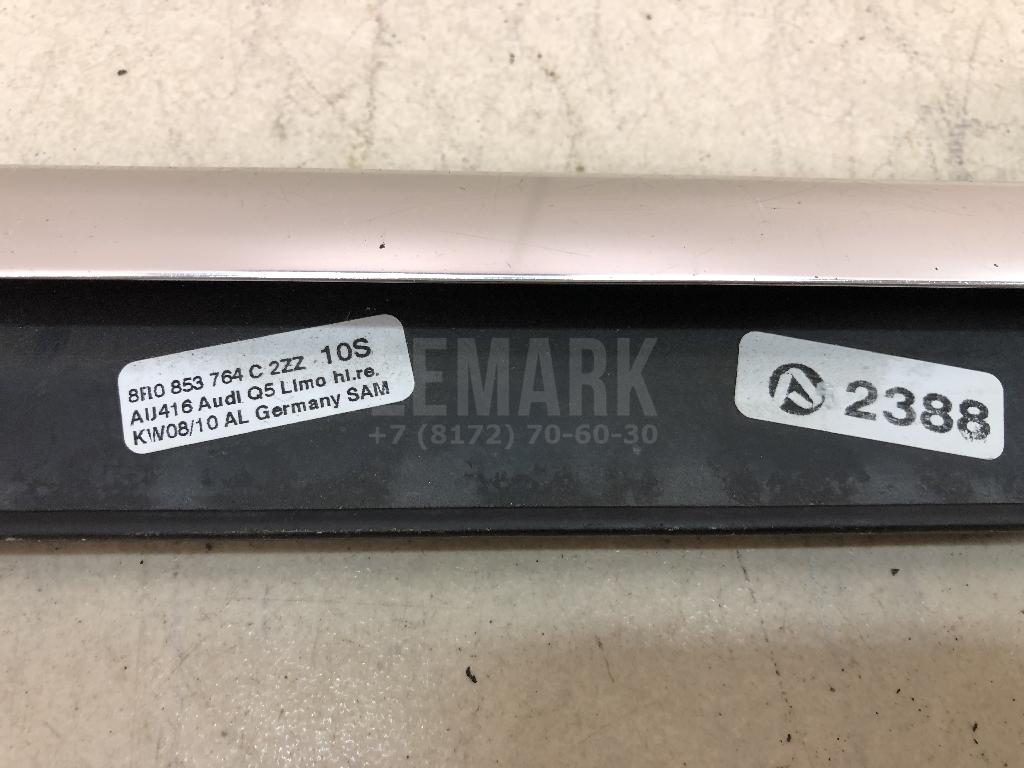 8R0 853 764 C 2ZZ 10S
AU416 Audi Q5 Limo hi.re.
KW08/10 AL Germany SAM
2388
LEMARK
+7 (8172) 70-60-30